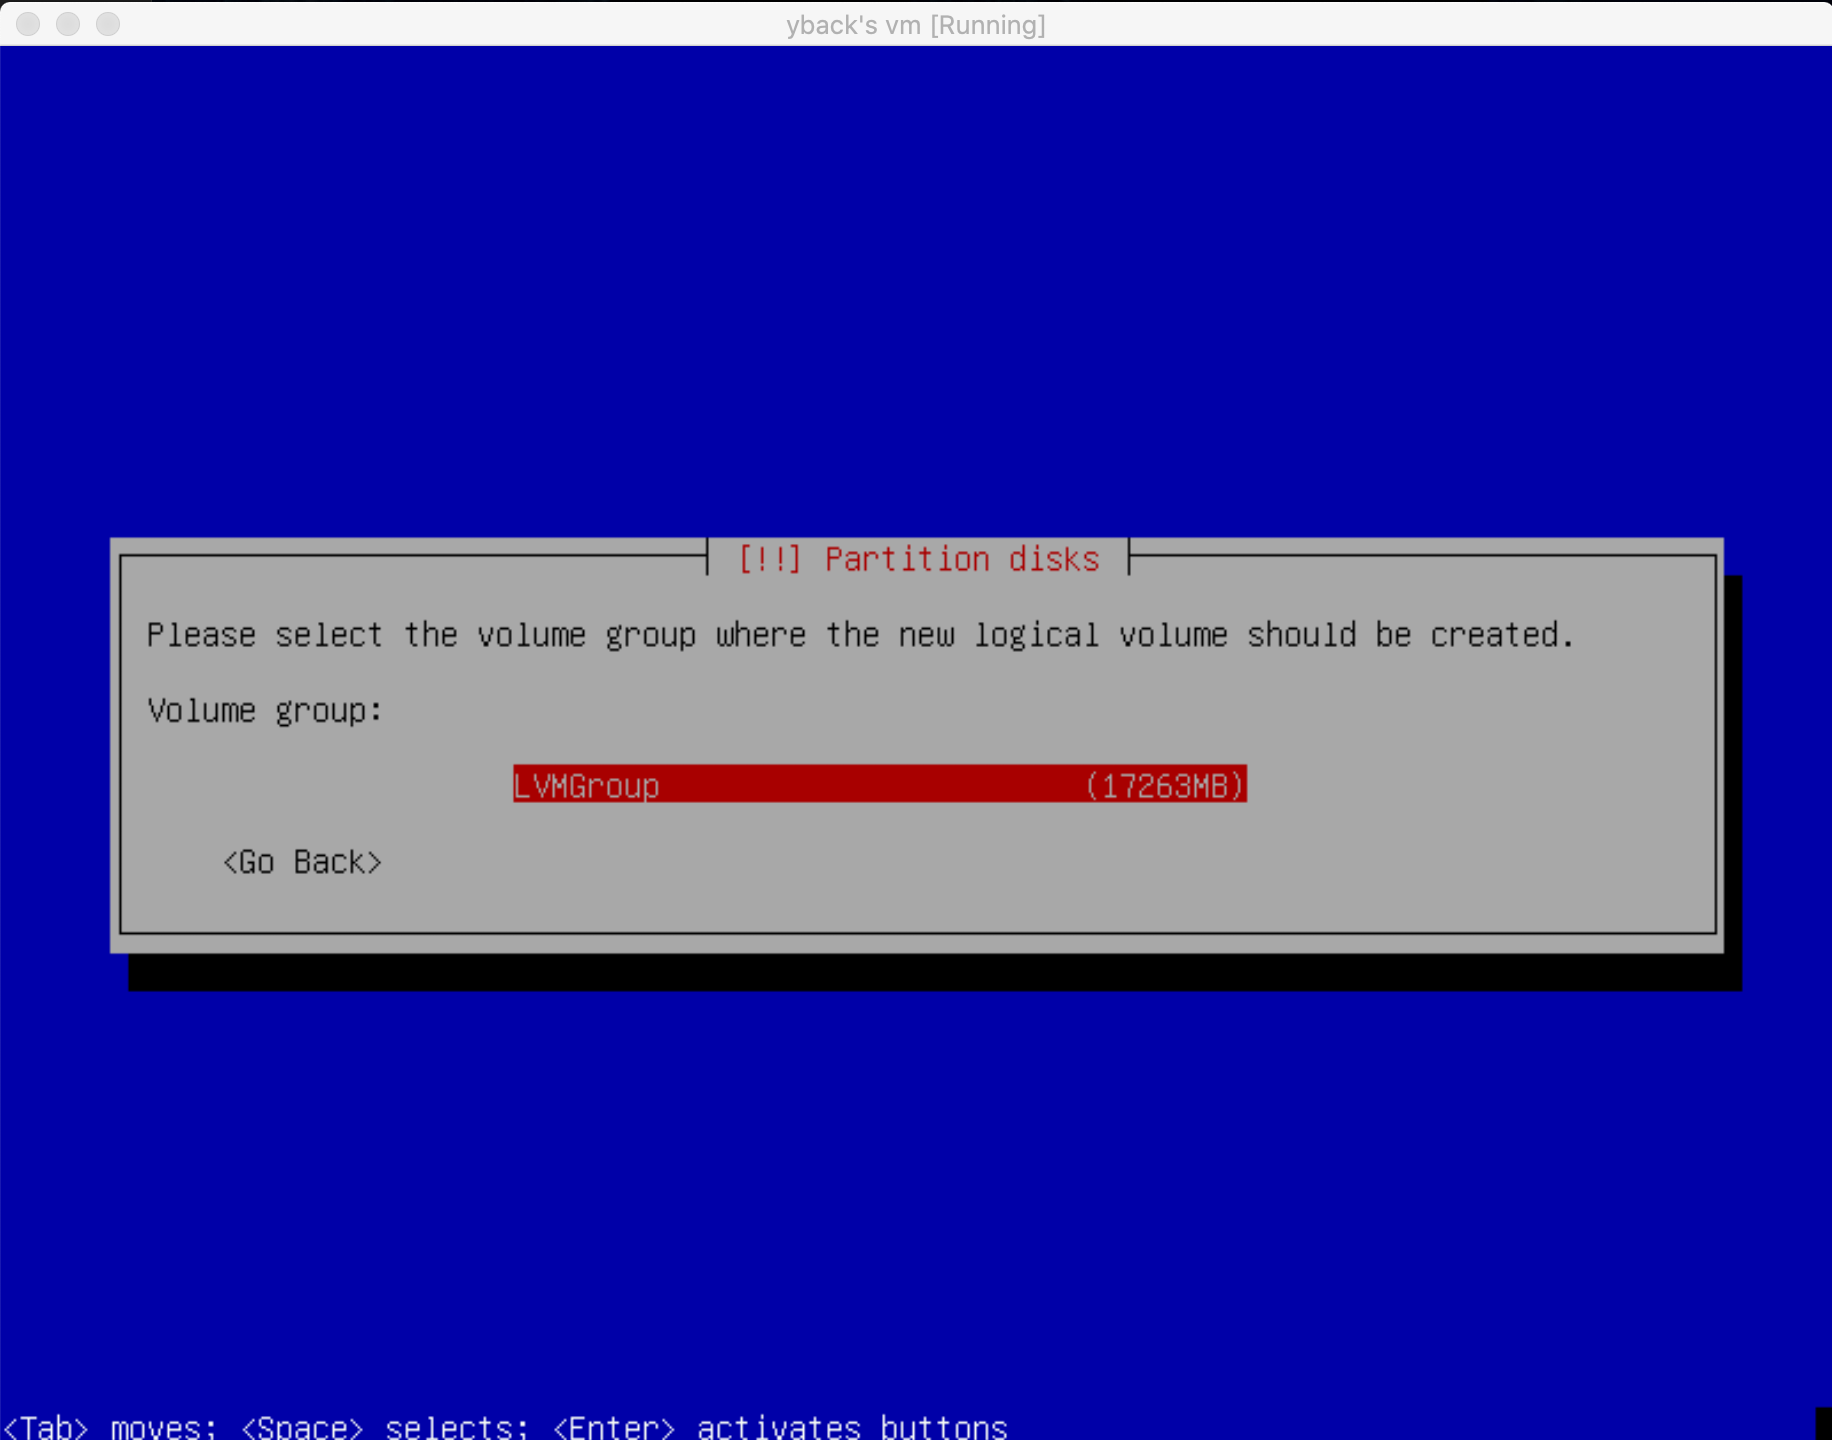 yback's vm [Running]
[!!] Partition disks
Please select the volume group where the new logical volume should be created.
Volume group:
LVMGroup (17263MB)
<Go Back>
<Tab> moves; <Space> selects; <Enter> activates buttons